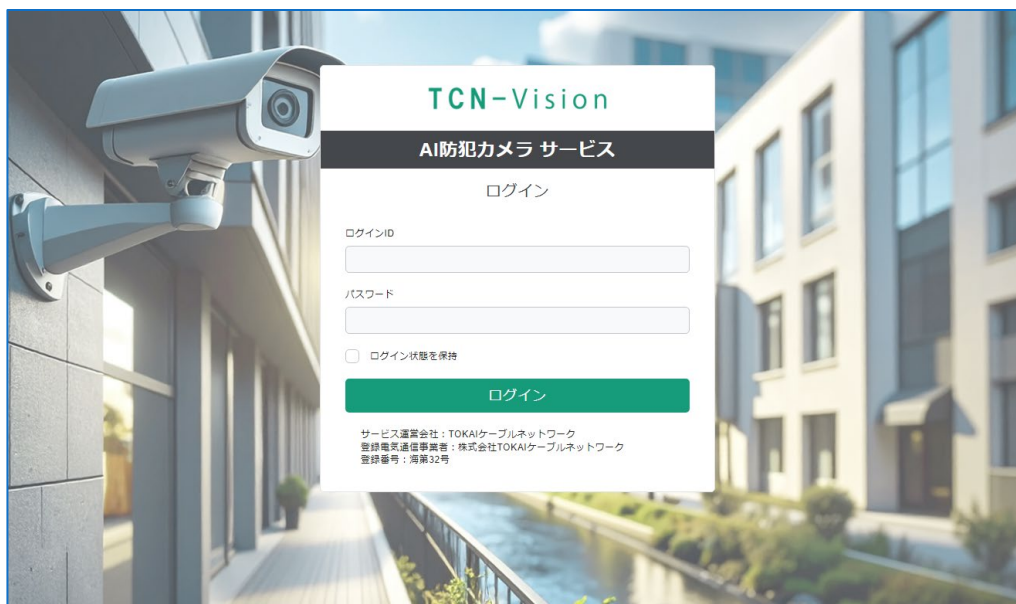 TCN-Vision
AI防犯カメラ サービス
ログイン
ログインID
パスワード
ログイン状態を保持
ログイン
サービス運営会社：TOKAIケーブルネットワーク
登録電気通信事業者：株式会社TOKAIケーブルネットワーク
登録番号：海第32号